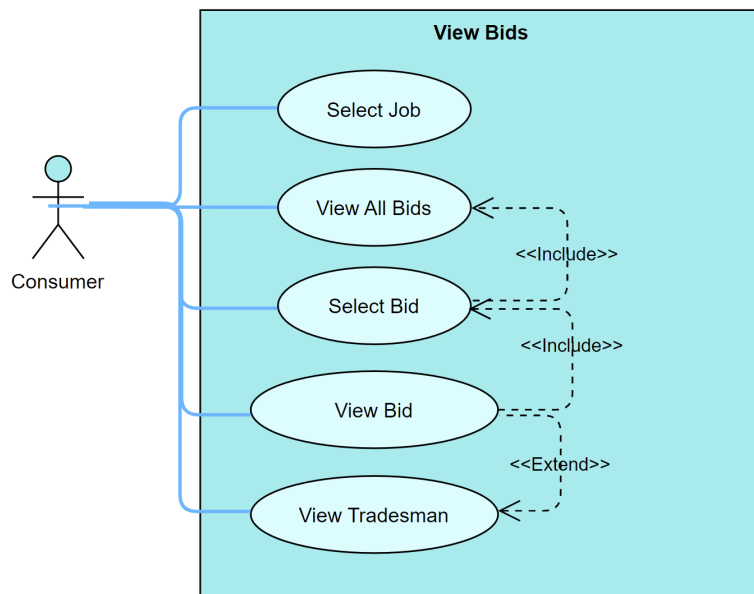 View Bids
Select Job
View All Bids
<<Include>>
Consumer
Select Bid
<<Include>>
View Bid
<<Extend>>
View Tradesman